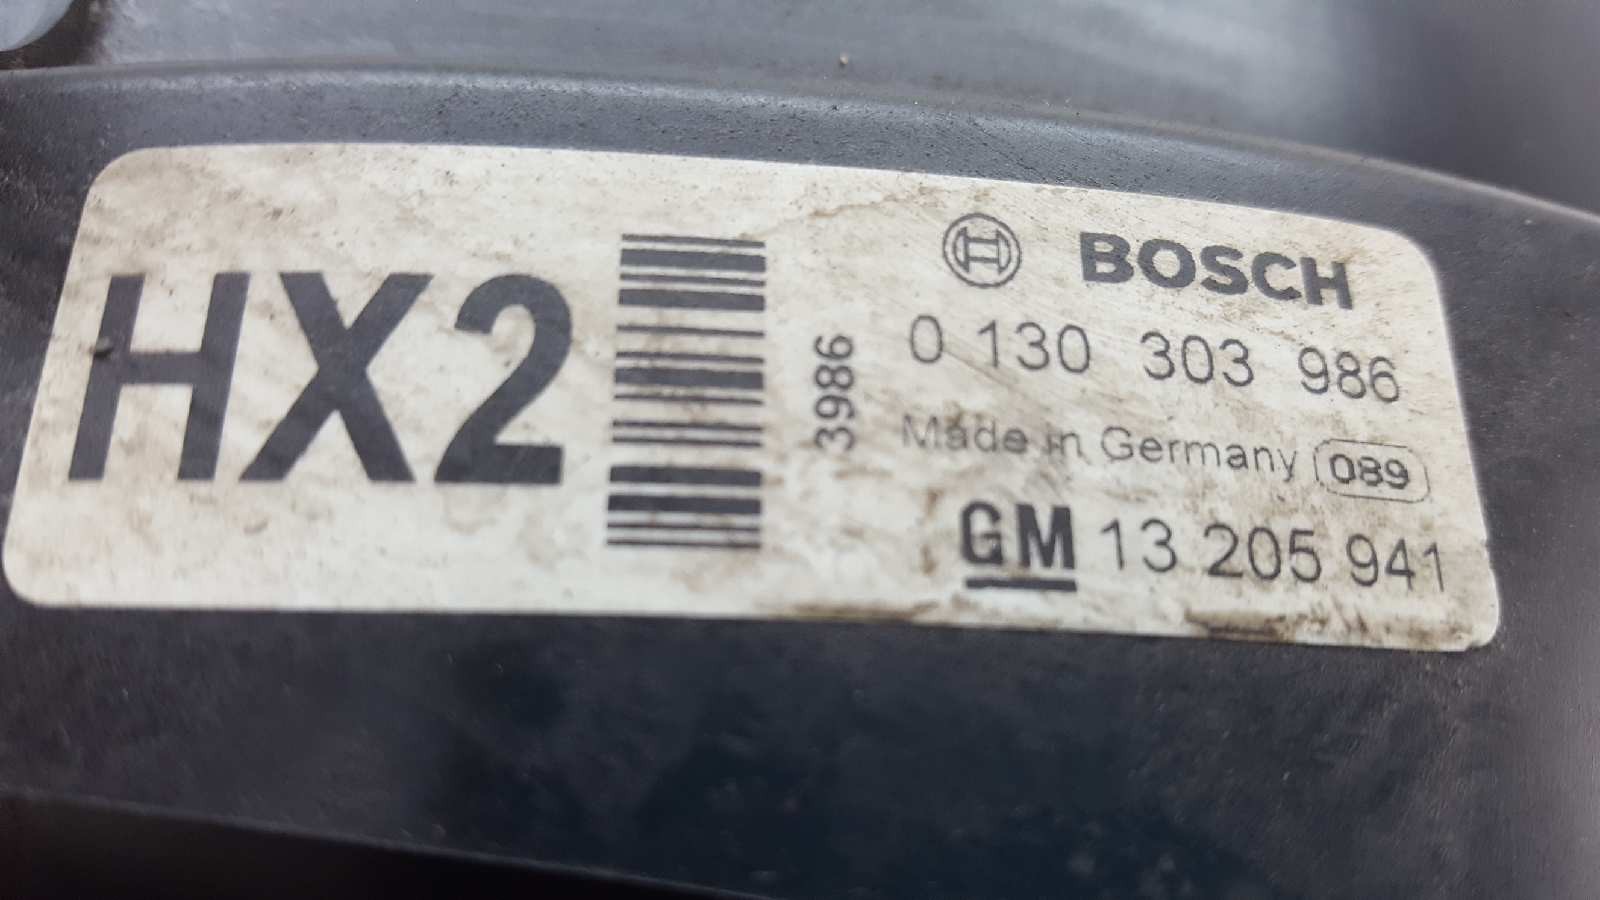 HX2
3986
BOSCH
0 130 303 986
Made in Germany 089
GM 13 205 941